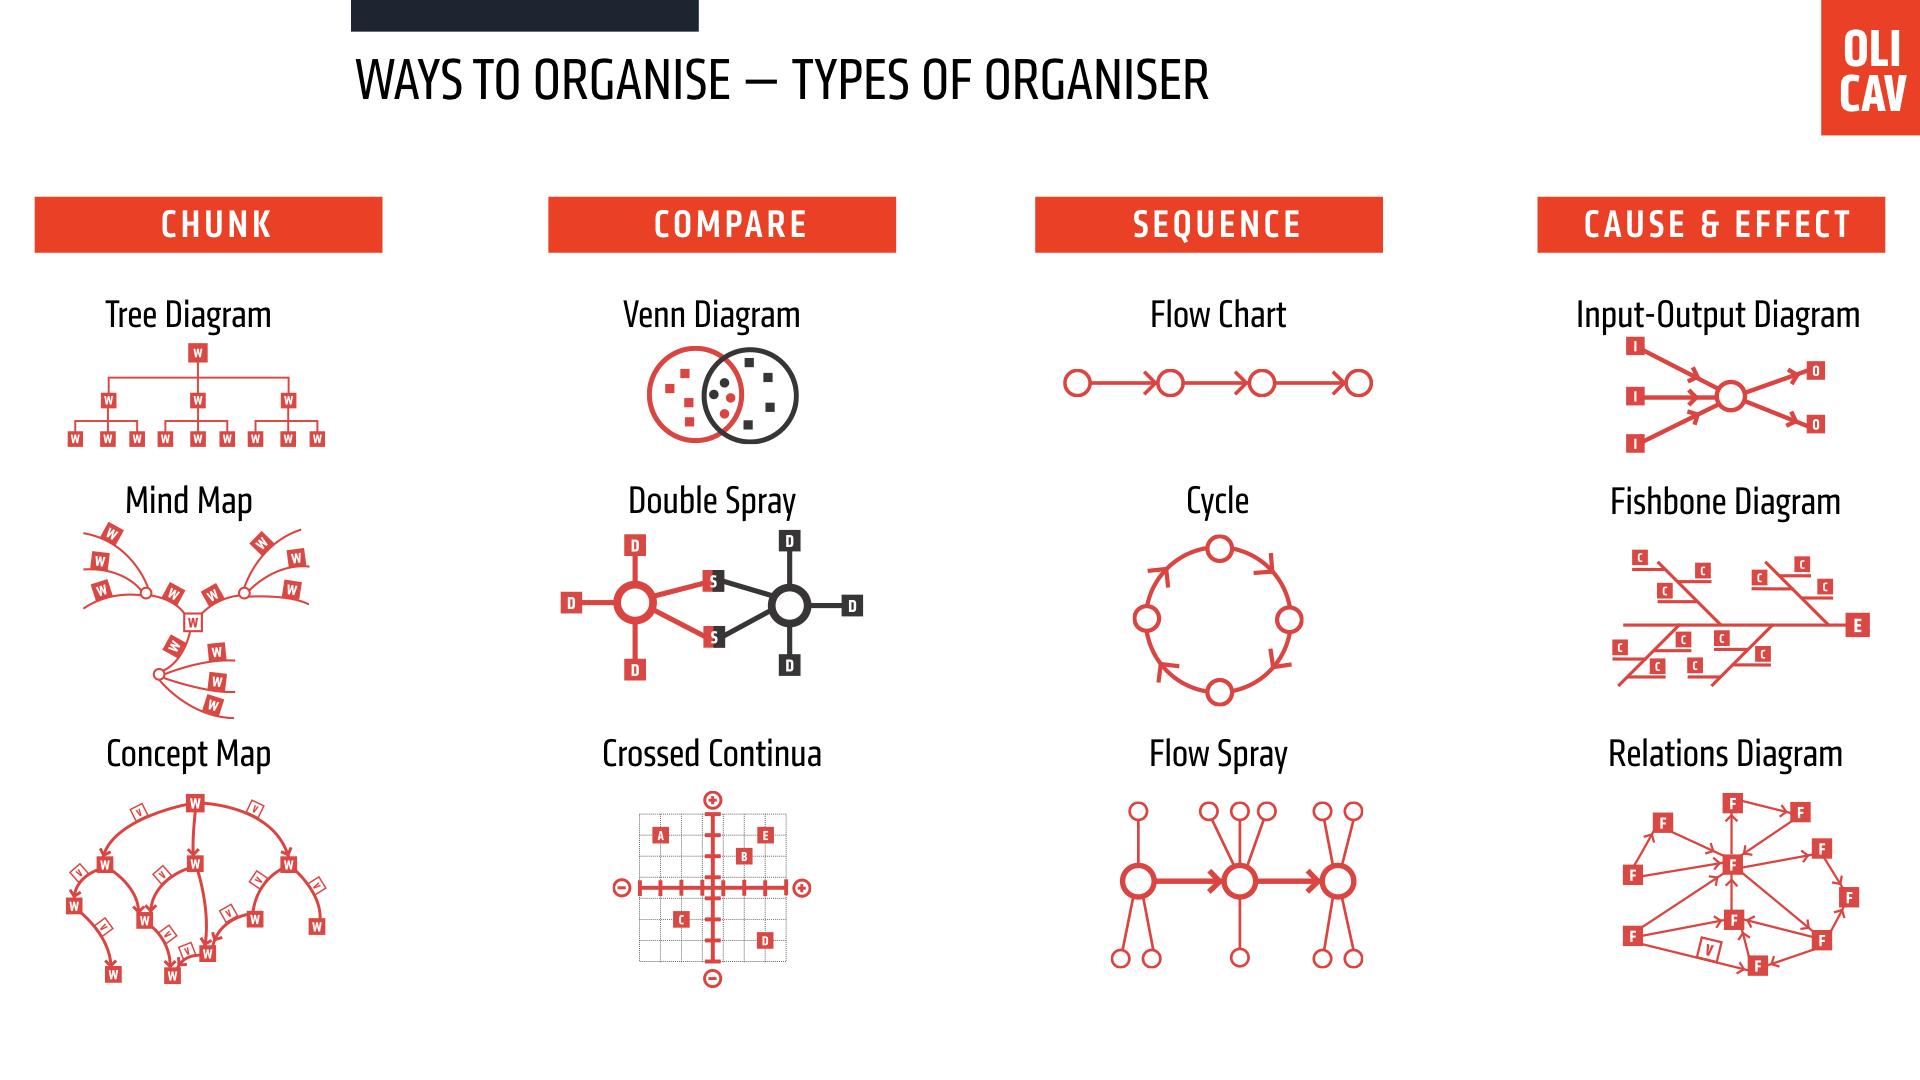 WAYS TO ORGANISE — TYPES OF ORGANISER
OLI
CAV
CHUNK
COMPARE
SEQUENCE
CAUSE & EFFECT
Tree Diagram
W
W W W
W W W W W W W W W
Venn Diagram
Flow Chart
Input-Output Diagram
I
O
I
O
I
Mind Map
W W
W W
W W W W
W
W W
W
W
Double Spray
D D
S
D D
S
D D
Cycle
Fishbone Diagram
C C C
C C C
E
C C C
C C C
Concept Map
W
V V
W W W
V V V V
W W W V W
V V V
W
W W
Crossed Continua
+
A E
B
− +
C
D
−
Flow Spray
Relations Diagram
F
F
F
F
F
F
F
F
F
F
V
F